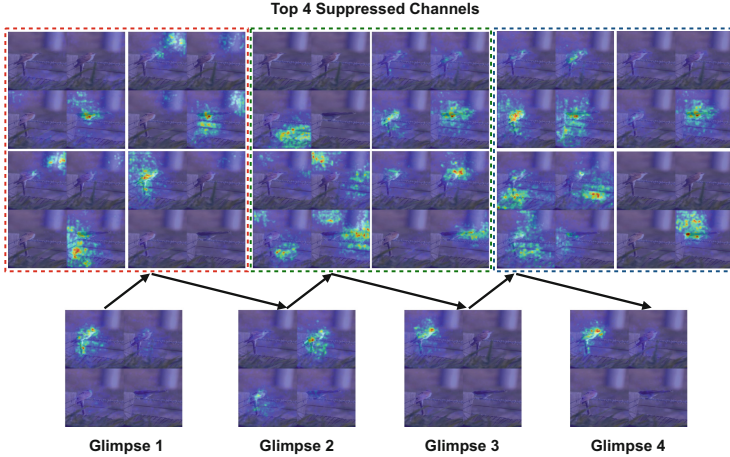 Top 4 Suppressed Channels
Glimpse 1
Glimpse 2
Glimpse 3
Glimpse 4